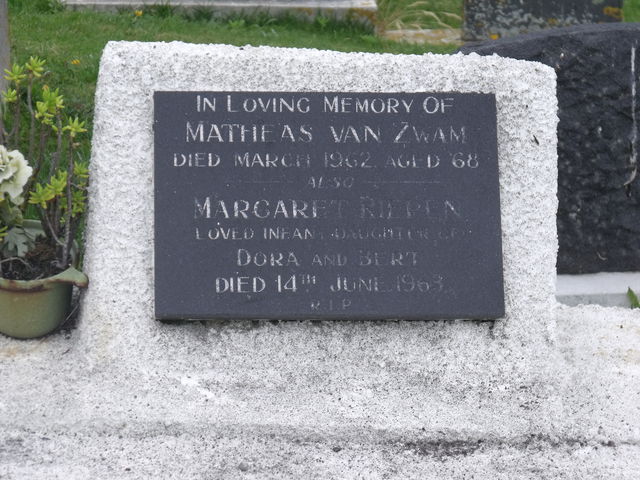 In Loving Memory Of
Matheas van Zwam
died March 1962 aged 68
also
Margaret Riepen
loved infant daughter of
Dora and Bert
died 14th June 1963
R.I.P.